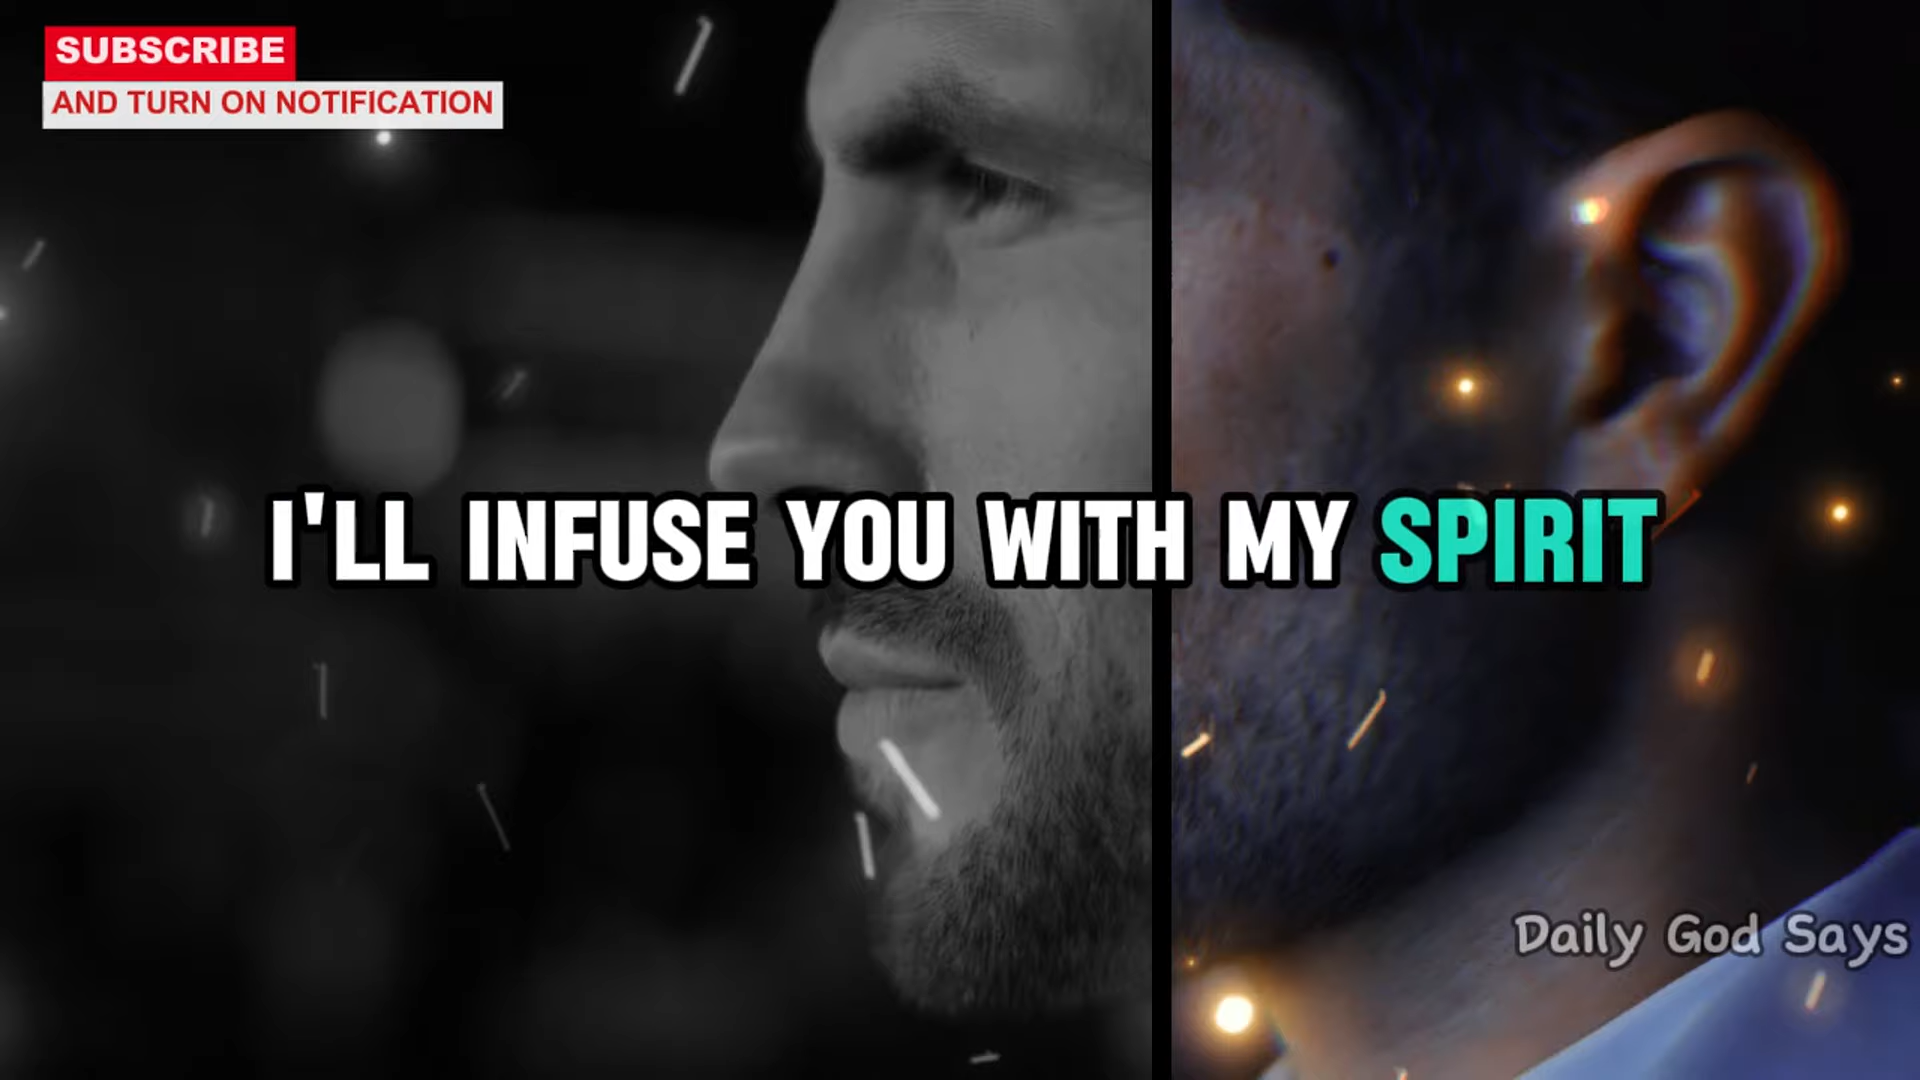 SUBSCRIBE
AND TURN ON NOTIFICATION
I'LL INFUSE YOU WITH MY SPIRIT
Daily God Says